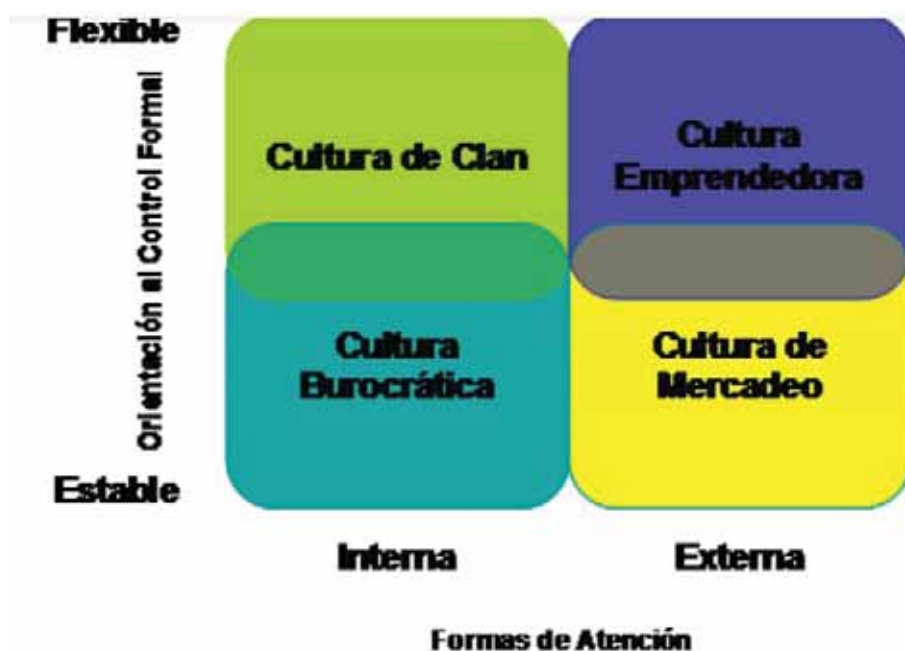 Flexible
Orientación al Control Formal
Estable
Cultura de Clan
Cultura
Emprendedora
Cultura
Burocrática
Cultura de
Mercadeo
Interna
Externa
Formas de Atención